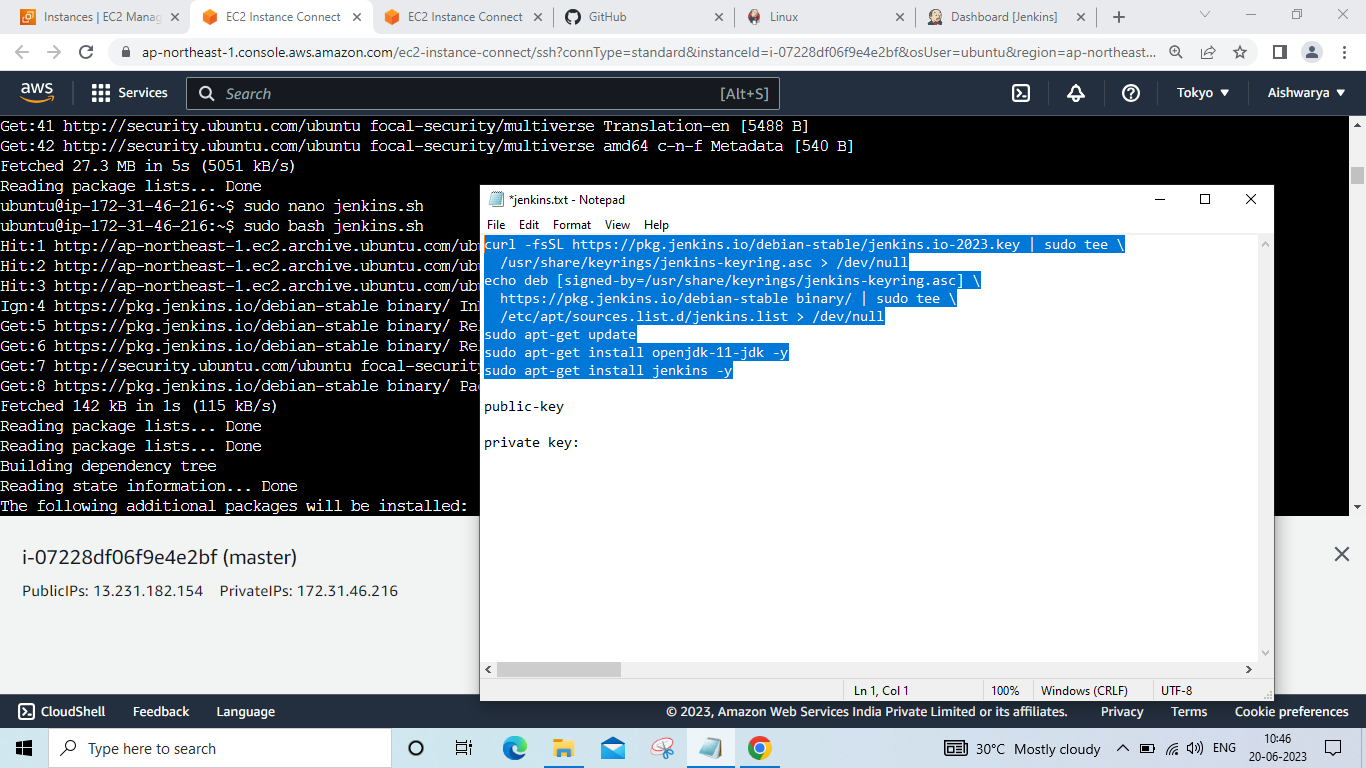 Instances | EC2 Manag
EC2 Instance Connect
EC2 Instance Connect
GitHub
Linux
Dashboard [Jenkins]
ap-northeast-1.console.aws.amazon.com/ec2-instance-connect/ssh?connType=standard&instanceId=i-07228df06f9e4e2bf&osUser=ubuntu&region=ap-northeast...
aws
Services
Search
[Alt+S]
Tokyo
Aishwarya
Get:41 http://security.ubuntu.com/ubuntu focal-security/multiverse Translation-en [5488 B]
Get:42 http://security.ubuntu.com/ubuntu focal-security/multiverse amd64 c-n-f Metadata [540 B]
Fetched 27.3 MB in 5s (5051 kB/s)
Reading package lists... Done
ubuntu@ip-172-31-46-216:~$ sudo nano jenkins.sh
ubuntu@ip-172-31-46-216:~$ sudo bash jenkins.sh
Hit:1 http://ap-northeast-1.ec2.archive.ubuntu.com/ub
Hit:2 http://ap-northeast-1.ec2.archive.ubuntu.com/ub
Hit:3 http://ap-northeast-1.ec2.archive.ubuntu.com/ub
Ign:4 https://pkg.jenkins.io/debian-stable binary/ In
Get:5 https://pkg.jenkins.io/debian-stable binary/ Re
Get:6 https://pkg.jenkins.io/debian-stable binary/ Re
Get:7 http://security.ubuntu.com/ubuntu focal-security
Get:8 https://pkg.jenkins.io/debian-stable binary/ Pa
Fetched 142 kB in 1s (115 kB/s)
Reading package lists... Done
Reading package lists... Done
Building dependency tree
Reading state information... Done
The following additional packages will be installed:
*jenkins.txt - Notepad
File Edit Format View Help
curl -fsSL https://pkg.jenkins.io/debian-stable/jenkins.io-2023.key | sudo tee \
/usr/share/keyrings/jenkins-keyring.asc > /dev/null
echo deb [signed-by=/usr/share/keyrings/jenkins-keyring.asc] \
https://pkg.jenkins.io/debian-stable binary/ | sudo tee \
/etc/apt/sources.list.d/jenkins.list > /dev/null
sudo apt-get update
sudo apt-get install openjdk-11-jdk -y
sudo apt-get install jenkins -y
public-key
private key:
Ln 1, Col 1
100%
Windows (CRLF)
UTF-8
i-07228df06f9e4e2bf (master)
PublicIPs: 13.231.182.154 PrivateIPs: 172.31.46.216
CloudShell
Feedback
Language
© 2023, Amazon Web Services India Private Limited or its affiliates.
Privacy
Terms
Cookie preferences
Type here to search
30°C Mostly cloudy
ENG
10:46
20-06-2023